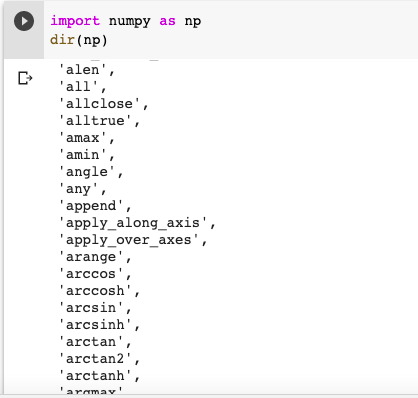 import numpy as np
dir(np)
'alen',
'all',
'allclose',
'alltrue',
'amax',
'amin',
'angle',
'any',
'append',
'apply_along_axis',
'apply_over_axes',
'arange',
'arccos',
'arccosh',
'arcsin',
'arcsinh',
'arctan',
'arctan2',
'arctanh',
'argmax'